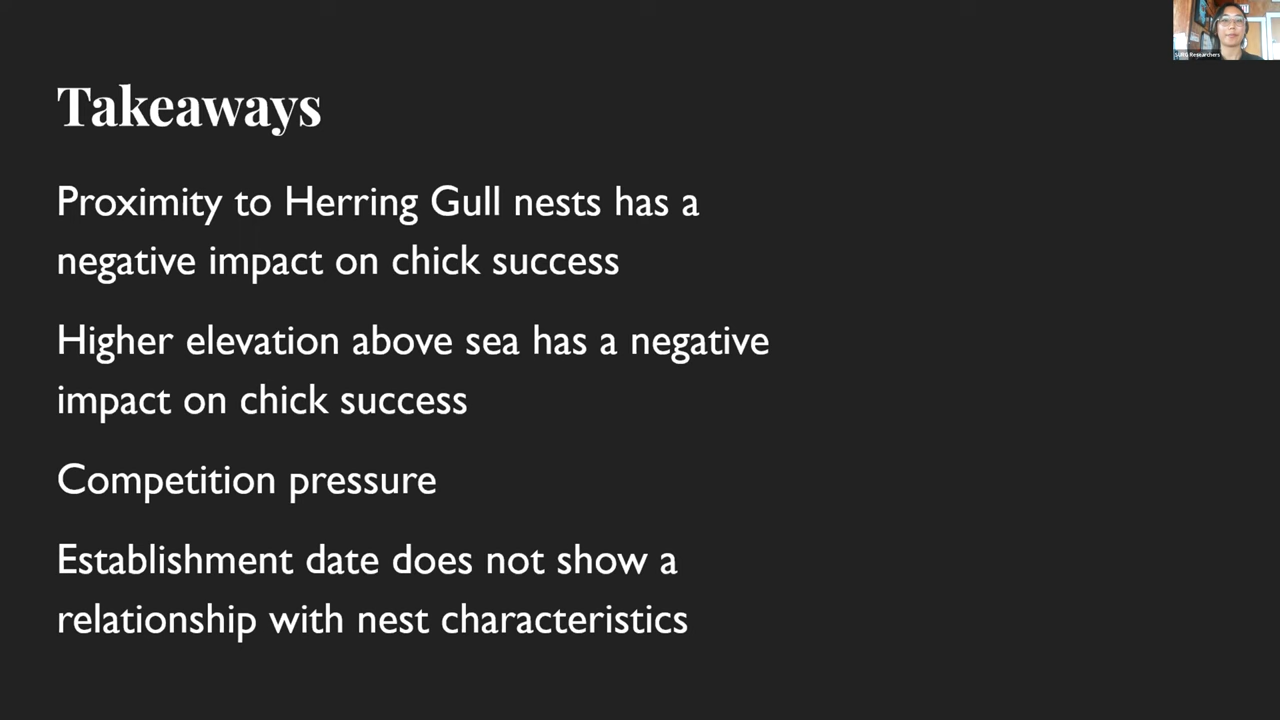 Takeaways
Proximity to Herring Gull nests has a
negative impact on chick success
Higher elevation above sea has a negative
impact on chick success
Competition pressure
Establishment date does not show a
relationship with nest characteristics